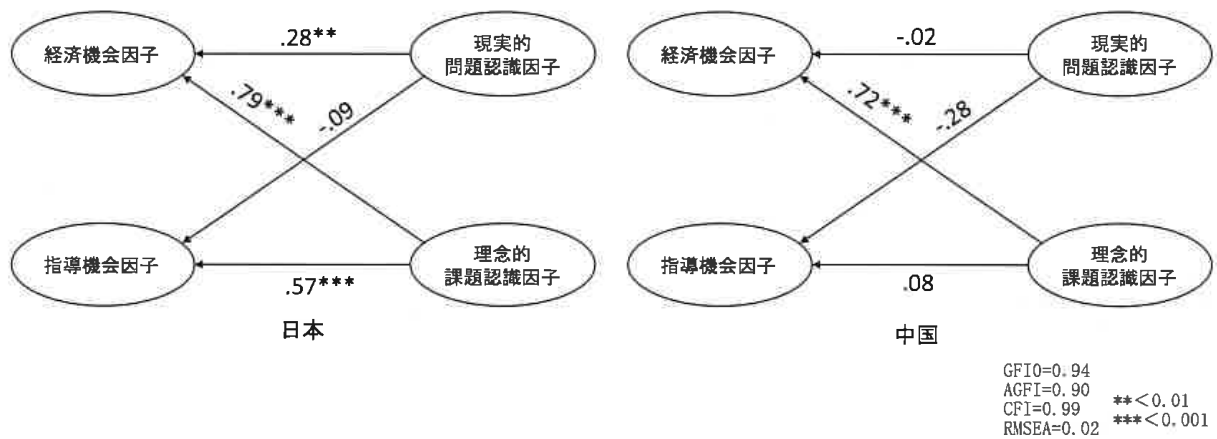 経済機会因子
.28**
現実的
問題認識因子
.79***
-.09
指導機会因子
.57***
理念的
課題認識因子
日本
経済機会因子
-.02
現実的
問題認識因子
.72***
-.28
指導機会因子
.08
理念的
課題認識因子
中国
GFI0=0.94
AGFI=0.90
CFI=0.99
RMSEA=0.02
**<0.01
***<0.001